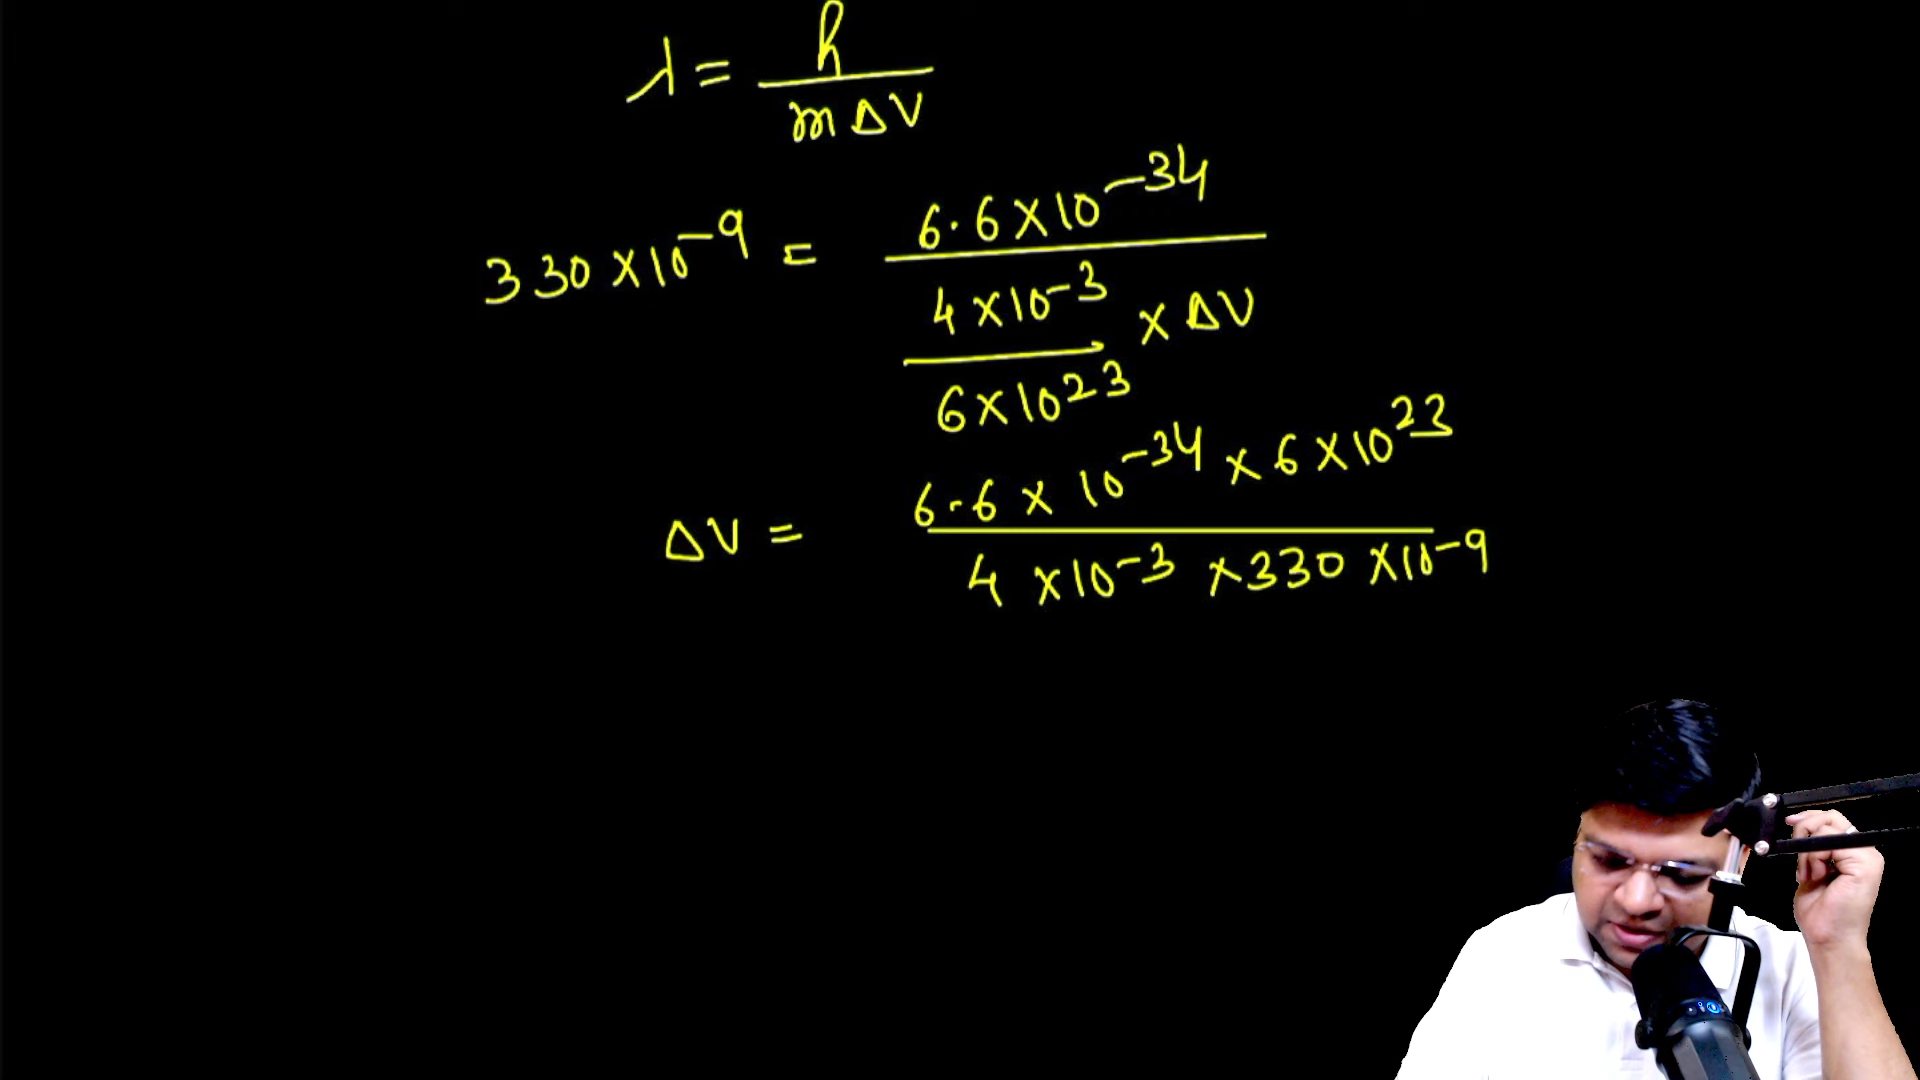 λ = h / mΔV
330×10⁻⁹ = 6.6×10⁻³⁴ / (4×10⁻³ / 6×10²³ × ΔV)
ΔV = 6.6×10⁻³⁴×6×10²³ / 4×10⁻³×330×10⁻⁹